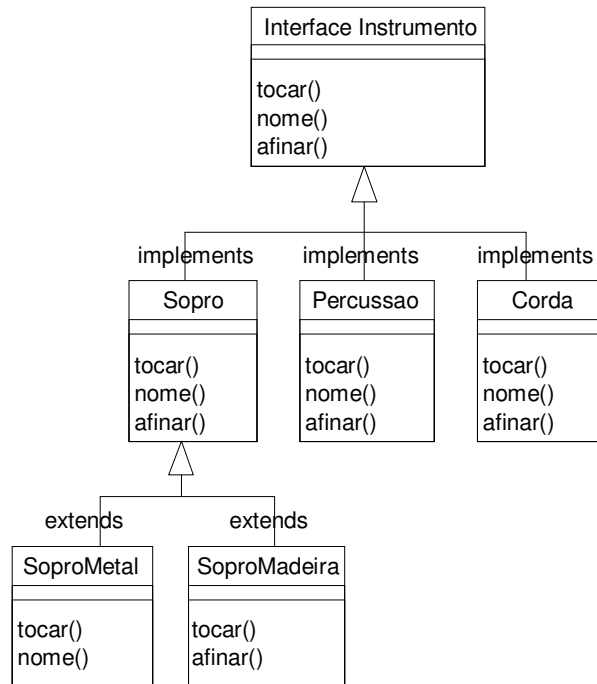 Interface Instrumento
tocar()
nome()
afinar()
implements
implements
implements
Sopro
tocar()
nome()
afinar()
Percussao
tocar()
nome()
afinar()
Corda
tocar()
nome()
afinar()
extends
extends
SoproMetal
tocar()
nome()
SoproMadeira
tocar()
afinar()